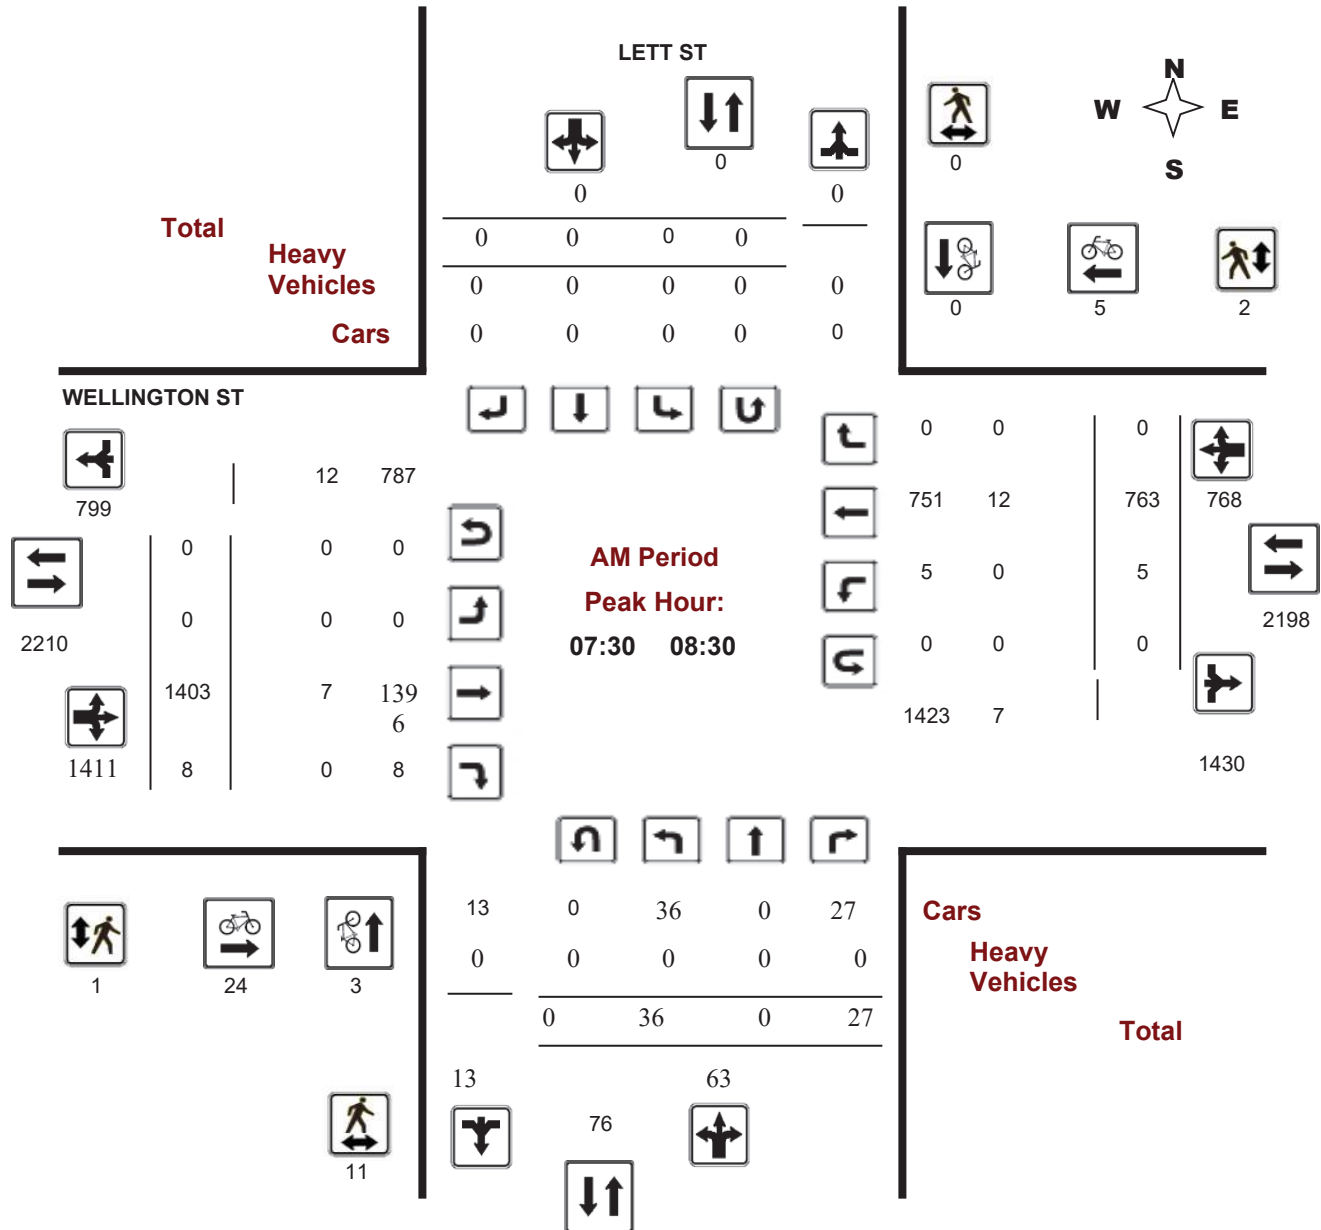 LETT ST
N
W E
S
0
0
0
0 0
Total
0 0 0 0
Heavy
Vehicles
0 0 0 0 0
0 5 2
Cars
0 0 0 0 0
WELLINGTON ST
0 0 0
12 787
799
751 12 763 768
0 0 0
AM Period
5 0 5
Peak Hour:
0 0 0
2210
07:30 08:30
0 0 0
2198
1403 7 139
6
1423 7
1411 8 0 8
1430
13 0 36 0 27
Cars
0 0 0 0 0
Heavy
Vehicles
1 24 3
0 36 0 27
Total
13 63
76
11